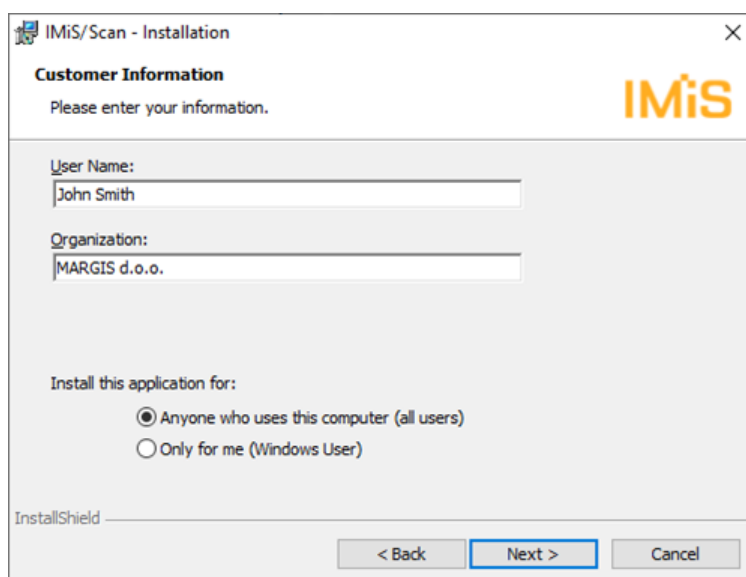 IMiS/Scan - Installation
Customer Information
Please enter your information.
IMiS
User Name:
John Smith
Organization:
MARGIS d.o.o.
Install this application for:
Anyone who uses this computer (all users)
Only for me (Windows User)
InstallShield
< Back
Next >
Cancel